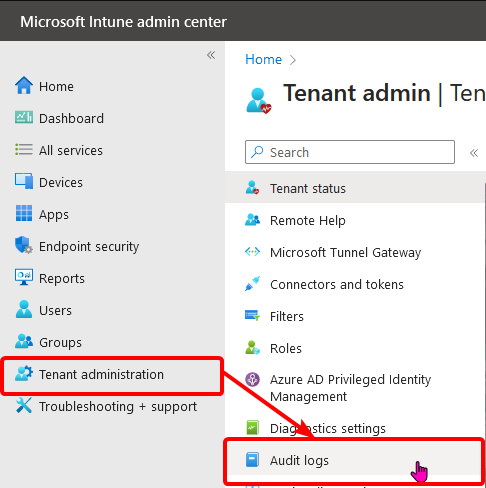 Microsoft Intune admin center
Home
Dashboard
All services
Devices
Apps
Endpoint security
Reports
Users
Groups
Tenant administration
Troubleshooting + support
Home
Tenant admin | Ten
Search
Tenant status
Remote Help
Microsoft Tunnel Gateway
Connectors and tokens
Filters
Roles
Azure AD Privileged Identity
Management
Diagnostics settings
Audit logs